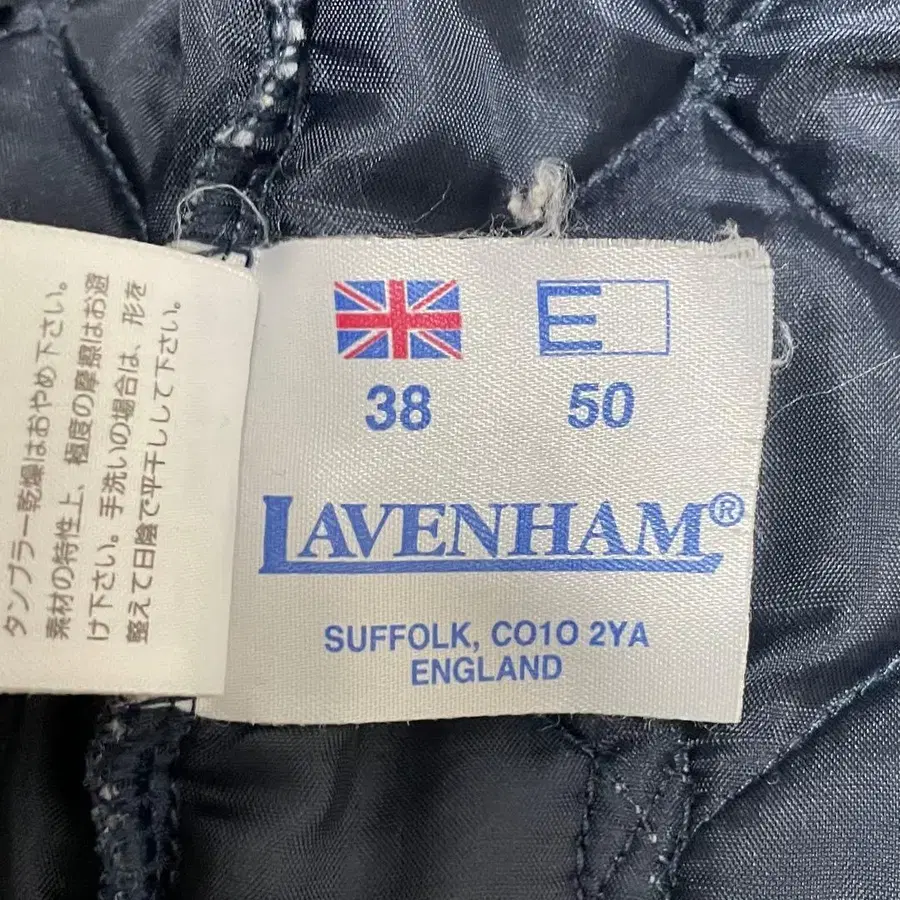 タンブラー乾燥はおやめ下さい。
素材の特性上、極度の摩擦はお避
け下さい。手洗いの場合は、形を
整えて日陰で平干しして下さい。
E
38 50
LAVENHAM®
SUFFOLK, CO10 2YA
ENGLAND